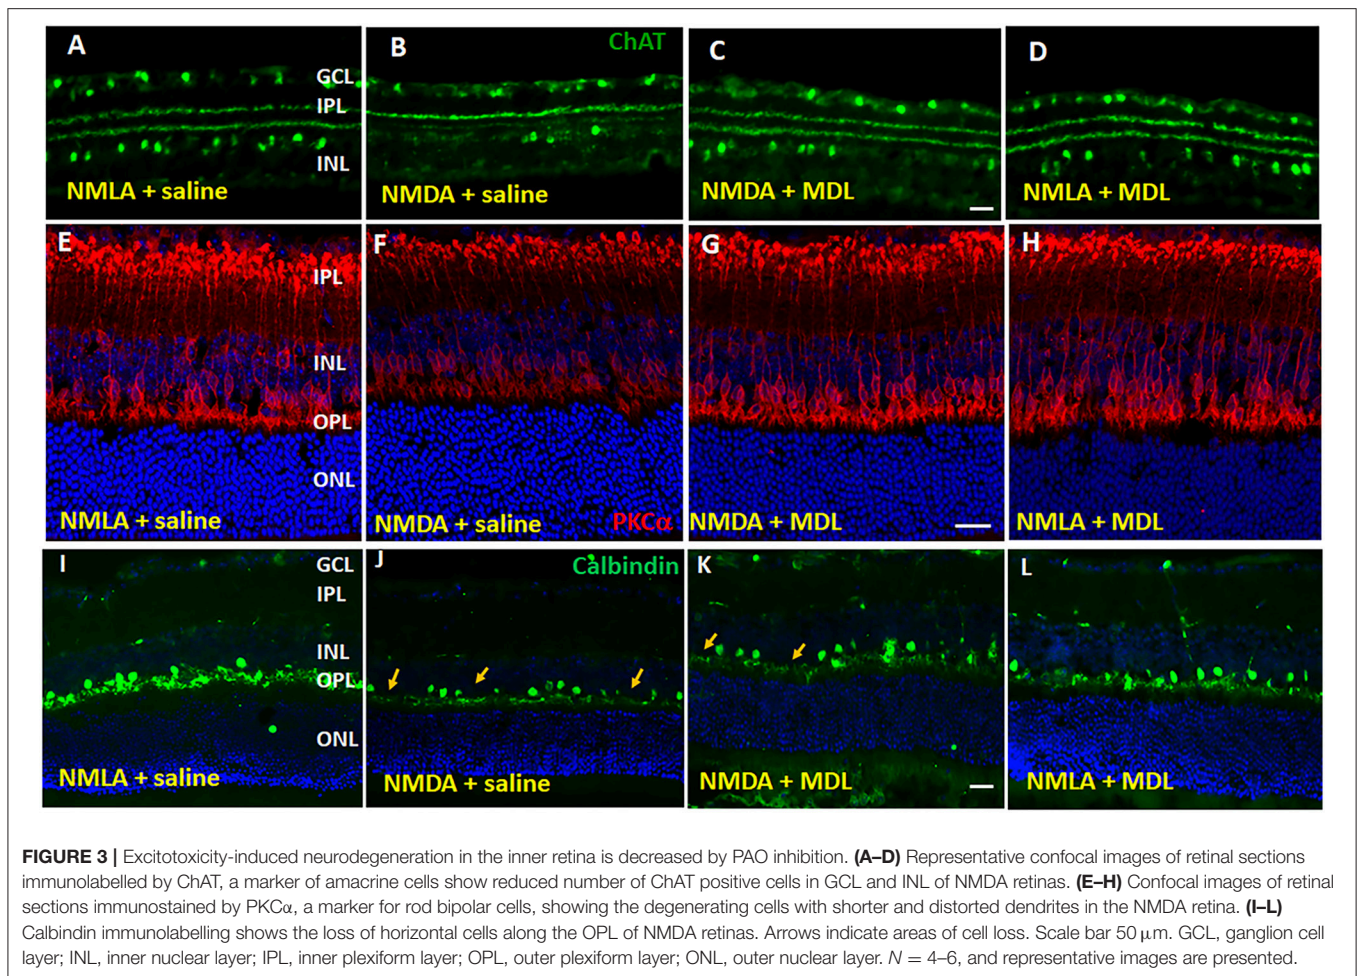 A
B
ChAT
C
D
GCL
IPL
INL
NMLA + saline
NMDA + saline
NMDA + MDL
NMLA + MDL
E
F
G
H
IPL
INL
OPL
ONL
NMLA + saline
NMDA + saline
PKCα
NMDA + MDL
NMLA + MDL
I
J
K
L
GCL
Calbindin
IPL
INL
OPL
ONL
NMLA + saline
NMDA + saline
NMDA + MDL
NMLA + MDL
FIGURE 3 | Excitotoxicity-induced neurodegeneration in the inner retina is decreased by PAO inhibition. (A–D) Representative confocal images of retinal sections
immunolabelled by ChAT, a marker of amacrine cells show reduced number of ChAT positive cells in GCL and INL of NMDA retinas. (E–H) Confocal images of retinal
sections immunostained by PKCα, a marker for rod bipolar cells, showing the degenerating cells with shorter and distorted dendrites in the NMDA retina. (I–L)
Calbindin immunolabelling shows the loss of horizontal cells along the OPL of NMDA retinas. Arrows indicate areas of cell loss. Scale bar 50 μm. GCL, ganglion cell
layer; INL, inner nuclear layer; IPL, inner plexiform layer; OPL, outer plexiform layer; ONL, outer nuclear layer. N = 4–6, and representative images are presented.